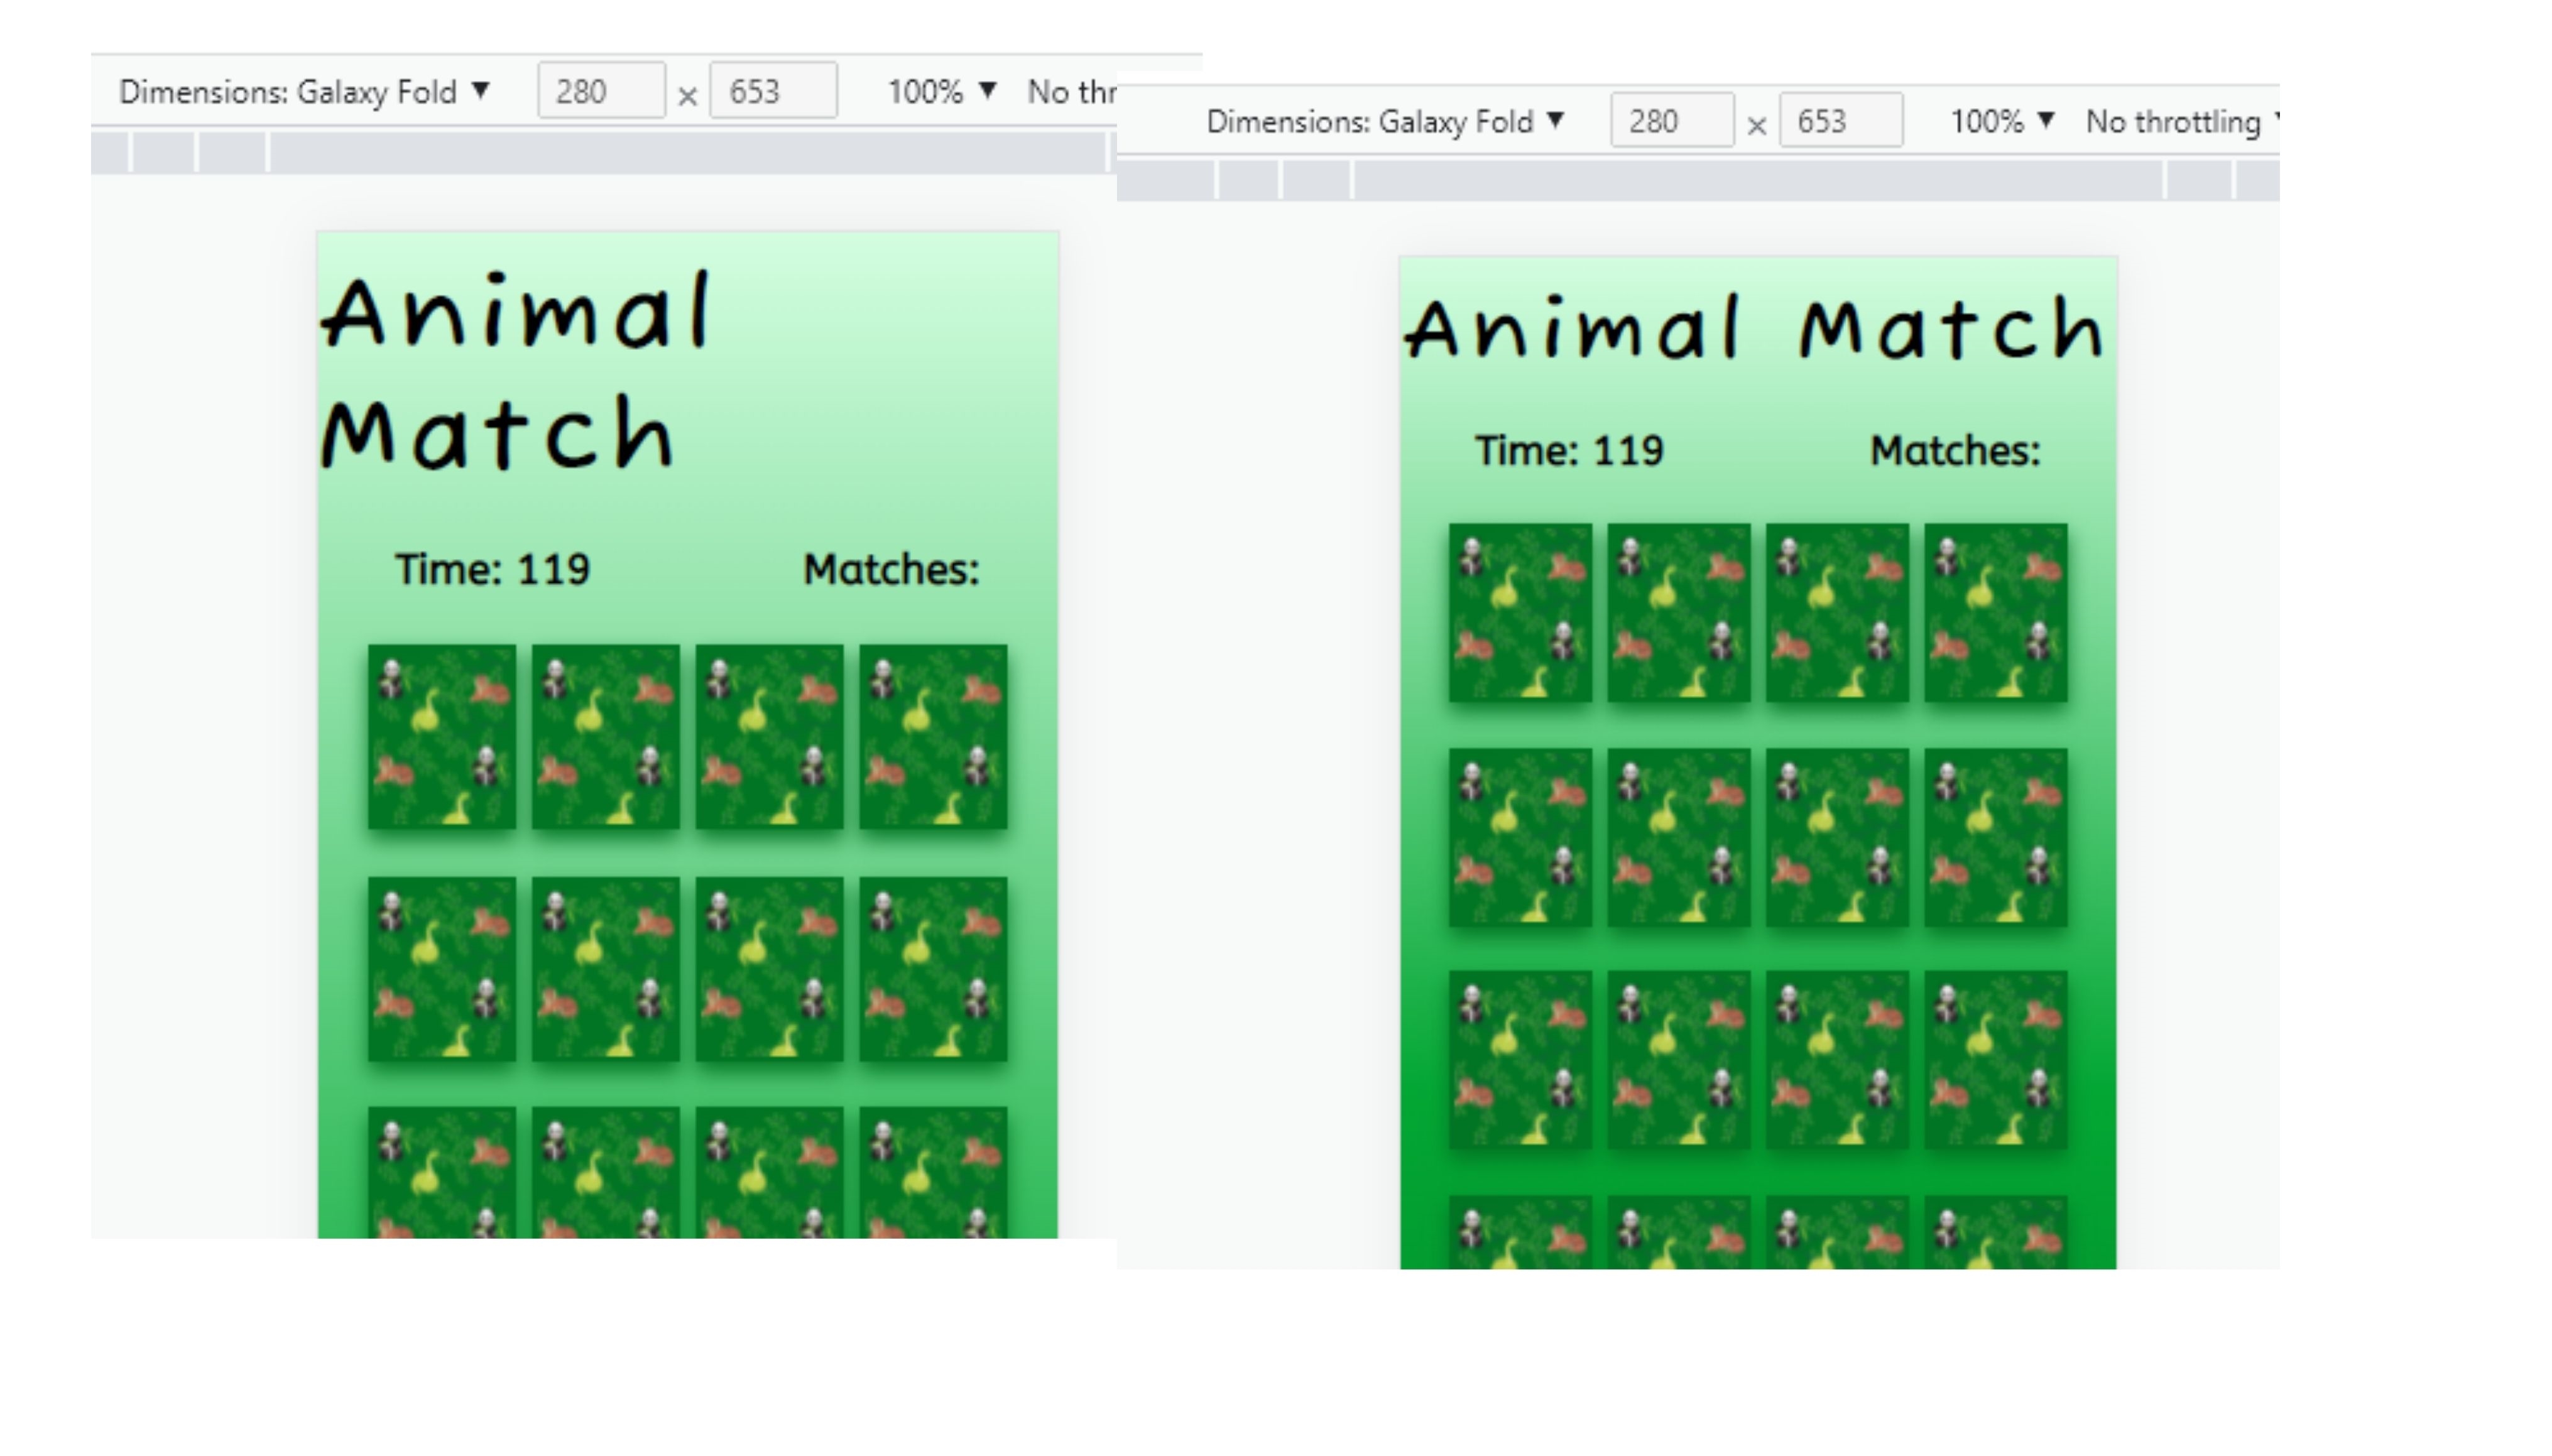 Dimensions: Galaxy Fold ▼ 280 × 653 100% ▼ No thr
Animal
Match
Time: 119 Matches:
Dimensions: Galaxy Fold ▼ 280 × 653 100% ▼ No throttling
Animal Match
Time: 119 Matches: